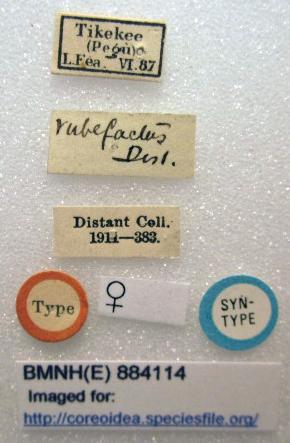 Tikekee
(Pegù)
L. Fea. VI.87
rubefactus
Dist.
Distant Coll.
1911—383.
Type
♀
SYN-
TYPE
BMNH(E) 884114
Imaged for:
http://coreoidea.speciesfile.org/